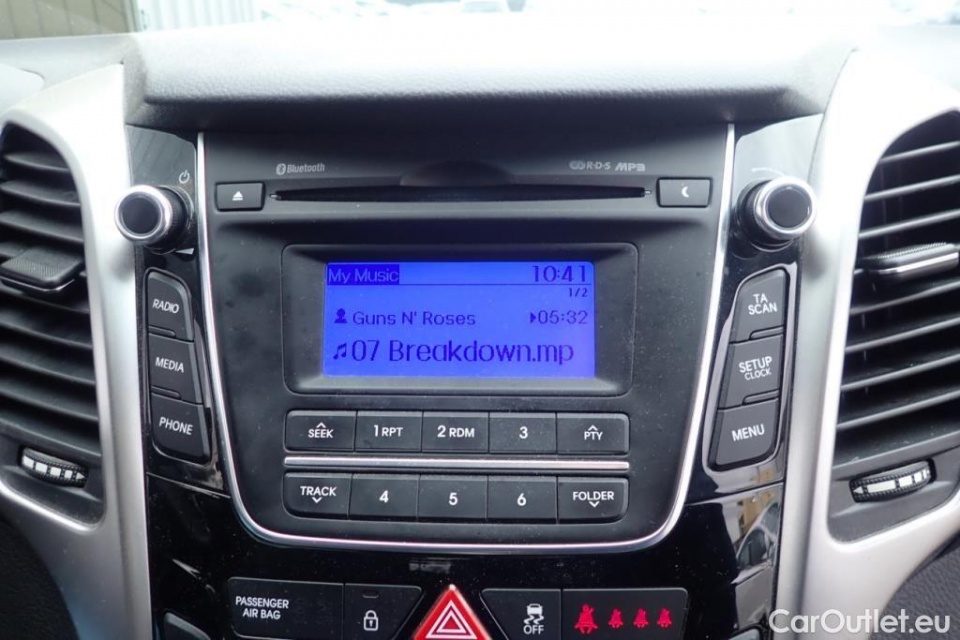 Bluetooth
R·D·S MP3
My Music 10:41
1/2
Guns N' Roses 05:32
07 Breakdown.mp
RADIO
MEDIA
PHONE
TA
SCAN
SETUP
CLOCK
MENU
SEEK 1 RPT 2 RDM 3 PTY
TRACK 4 5 6 FOLDER
PASSENGER
AIR BAG
OFF
CarOutlet.eu